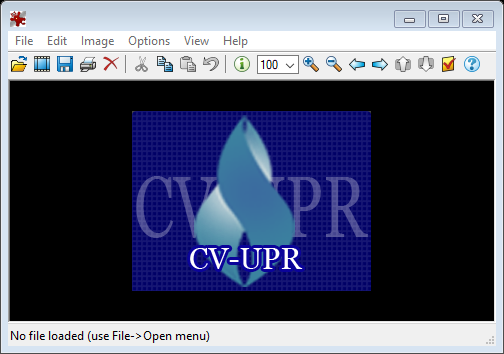 File Edit Image Options View Help
100
CV-UPR
CV-UPR
No file loaded (use File->Open menu)